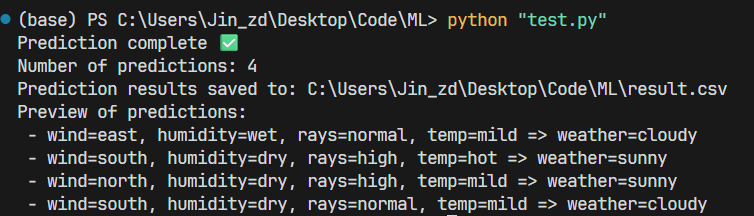 (base) PS C:\Users\Jin_zd\Desktop\Code\ML> python "test.py"
Prediction complete ✅
Number of predictions: 4
Prediction results saved to: C:\Users\Jin_zd\Desktop\Code\ML\result.csv
Preview of predictions:
 - wind=east, humidity=wet, rays=normal, temp=mild => weather=cloudy
 - wind=south, humidity=dry, rays=high, temp=hot => weather=sunny
 - wind=north, humidity=dry, rays=high, temp=mild => weather=sunny
 - wind=south, humidity=dry, rays=normal, temp=mild => weather=cloudy